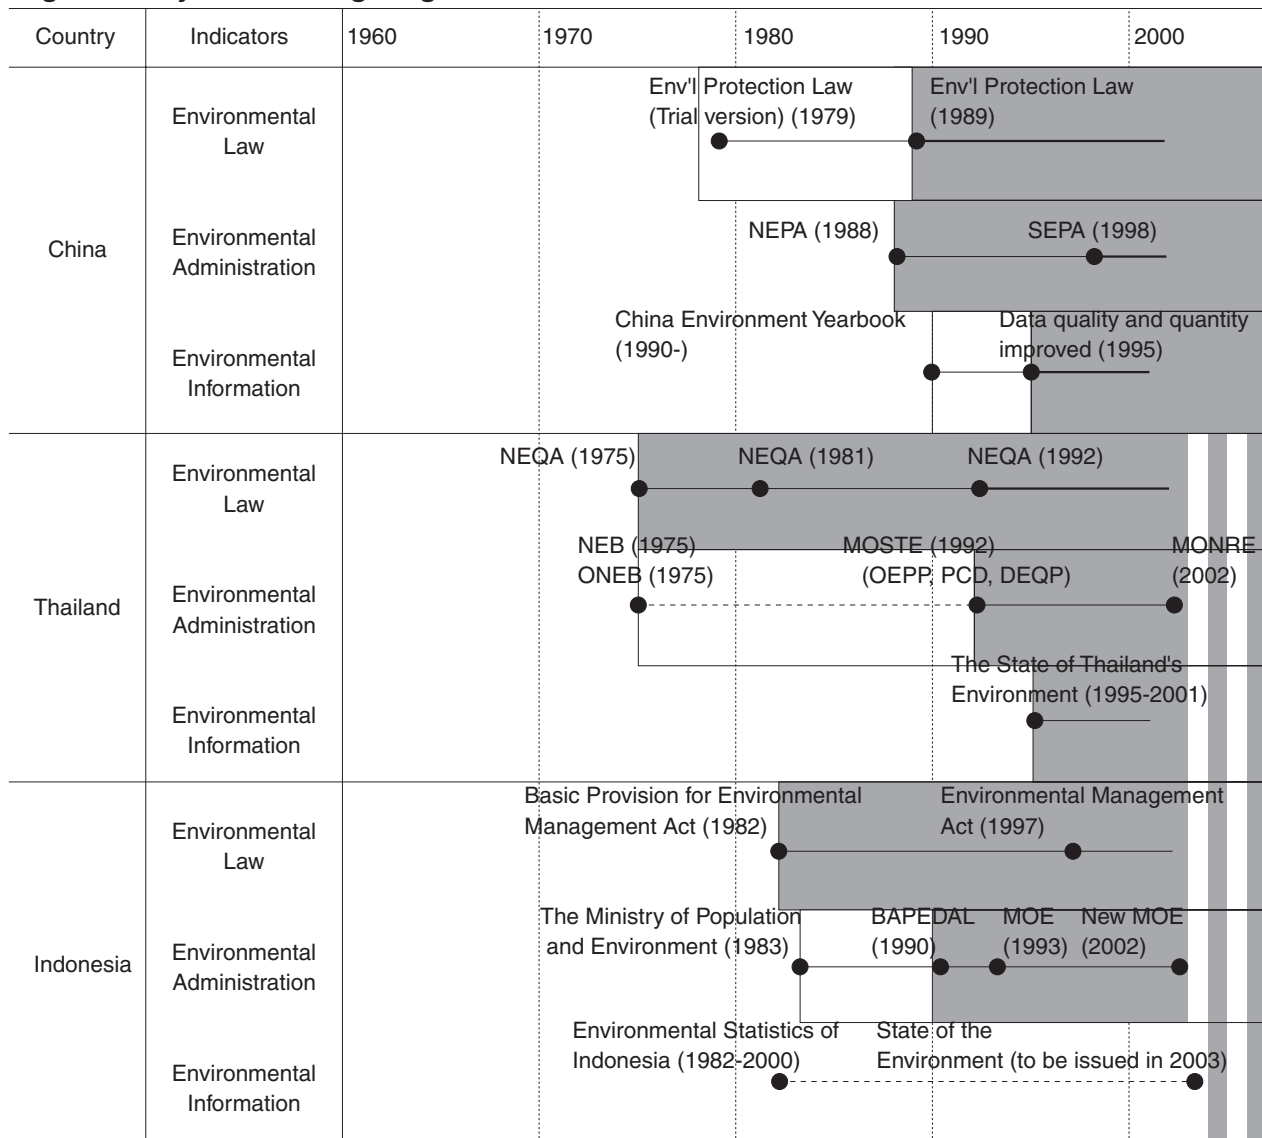 Country Indicators 1960 1970 1980 1990 2000
China
Environmental
Law
Env'l Protection Law
(Trial version) (1979)
Env'l Protection Law
(1989)
Environmental
Administration
NEPA (1988)
SEPA (1998)
Environmental
Information
China Environment Yearbook
(1990-)
Data quality and quantity
improved (1995)
Thailand
Environmental
Law
NEQA (1975)
NEQA (1981)
NEQA (1992)
Environmental
Administration
NEB (1975)
ONEB (1975)
MOSTE (1992)
(OEPP, PCD, DEQP)
MONRE
(2002)
Environmental
Information
The State of Thailand's
Environment (1995-2001)
Indonesia
Environmental
Law
Basic Provision for Environmental
Management Act (1982)
Environmental Management
Act (1997)
Environmental
Administration
The Ministry of Population
and Environment (1983)
BAPEDAL
(1990)
MOE
(1993)
New MOE
(2002)
Environmental
Information
Environmental Statistics of
Indonesia (1982-2000)
State of the
Environment (to be issued in 2003)